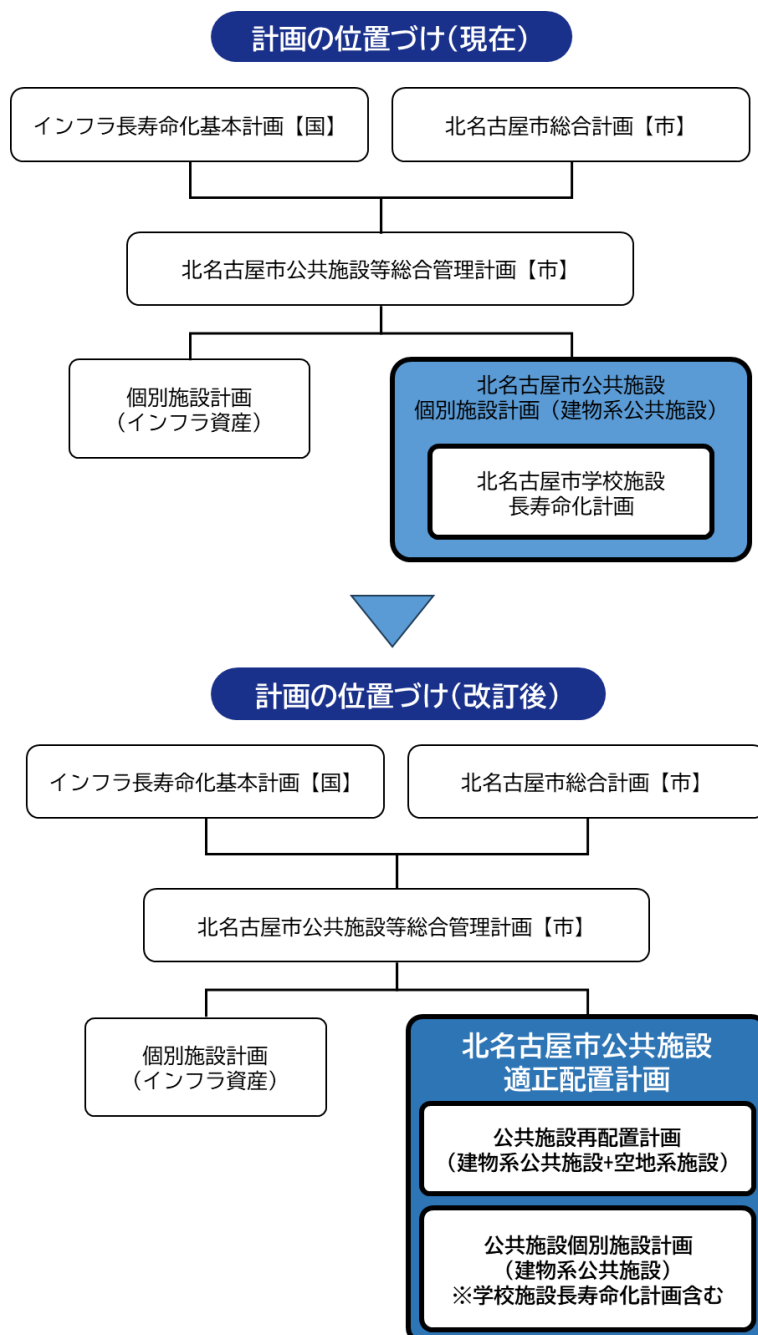 計画の位置づけ(現在)
インフラ長寿命化基本計画【国】
北名古屋市総合計画【市】
北名古屋市公共施設等総合管理計画【市】
個別施設計画
（インフラ資産）
北名古屋市公共施設
個別施設計画（建物系公共施設）
北名古屋市学校施設
長寿命化計画
計画の位置づけ(改訂後)
インフラ長寿命化基本計画【国】
北名古屋市総合計画【市】
北名古屋市公共施設等総合管理計画【市】
個別施設計画
（インフラ資産）
北名古屋市公共施設
適正配置計画
公共施設再配置計画
（建物系公共施設+空地系施設）
公共施設個別施設計画
（建物系公共施設）
※学校施設長寿命化計画含む